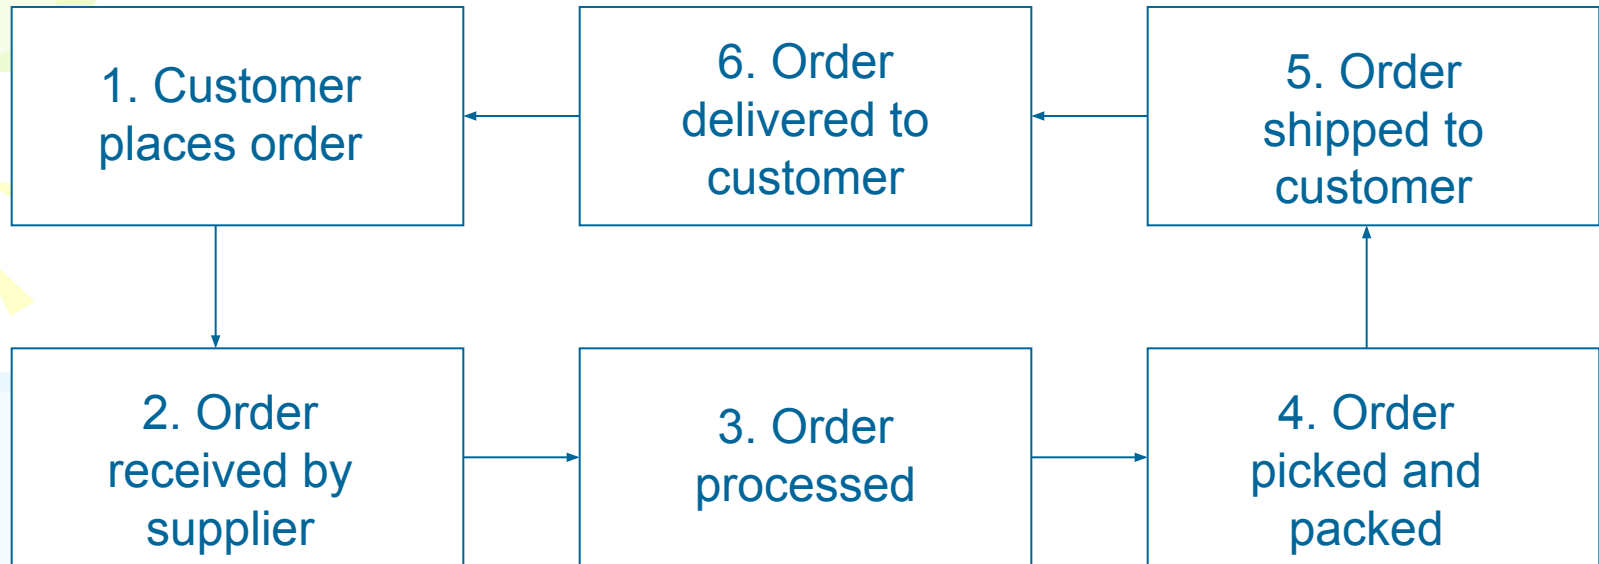 1. Customer
places order
6. Order
delivered to
customer
5. Order
shipped to
customer
2. Order
received by
supplier
3. Order
processed
4. Order
picked and
packed